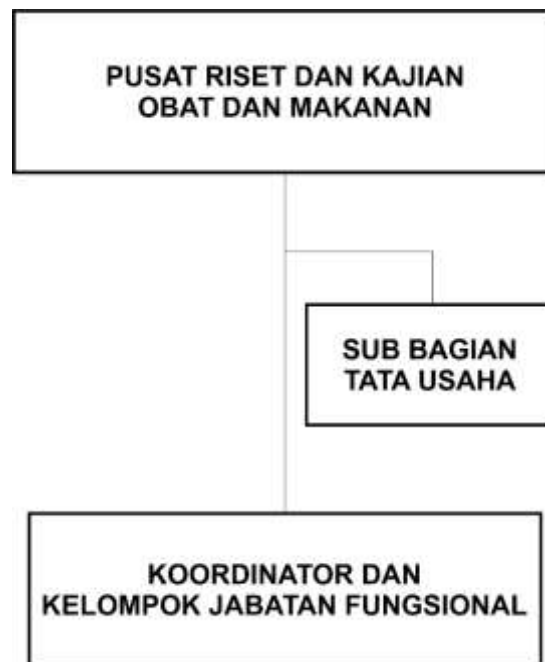 PUSAT RISET DAN KAJIAN
OBAT DAN MAKANAN
SUB BAGIAN
TATA USAHA
KOORDINATOR DAN
KELOMPOK JABATAN FUNGSIONAL